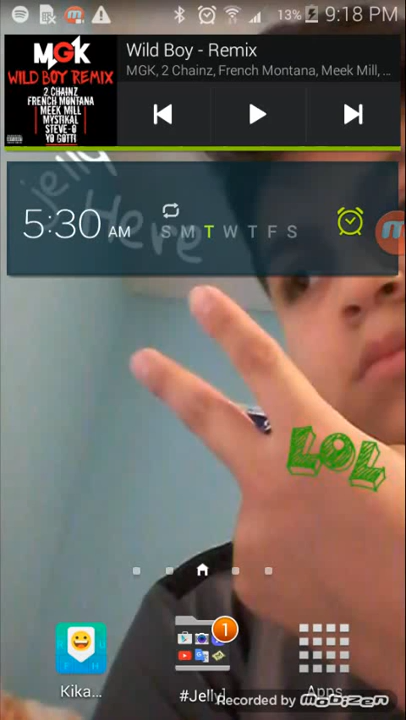 13% 9:18 PM
MGK
WILD BOY REMIX
2 CHAINZ
FRENCH MONTANA
MEEK MILL
MYSTIKAL
STEVE-O
YO GOTTI
Wild Boy - Remix
MGK, 2 Chainz, French Montana, Meek Mill, ...
jelly
Here
5:30 AM
S M T W T F S
LOL
1
Kika...
#Jelly
Apps
Recorded by MOBIZEN